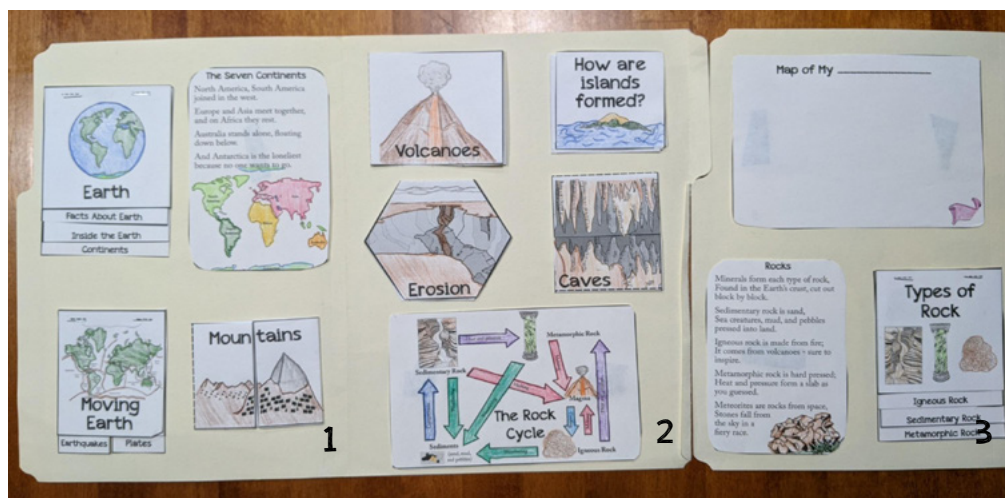 Earth
Facts About Earth
Inside the Earth
Continents
The Seven Continents
North America, South America
joined in the west.
Europe and Asia meet together,
and on Africa they rest.
Australia stands alone, floating
down below.
And Antarctica is the loneliest
because no one wants to go.
Moving
Earth
Earthquakes
Plates
Mountains
1
Volcanoes
How are
islands
formed?
Erosion
Caves
Sedimentary Rock
Metamorphic Rock
Magma
The Rock
Cycle
Sediments
(sand, mud,
and pebbles)
Igneous Rock
2
Map of My
Rocks
Minerals form each type of rock,
Found in the Earth's crust, cut out
block by block.
Sedimentary rock is sand,
Sea creatures, mud, and pebbles
pressed into land.
Igneous rock is made from fire;
It comes from volcanoes - sure to
inspire.
Metamorphic rock is hard pressed;
Heat and pressure form a slab as
you guessed.
Meteorites are rocks from space,
Stones fall from
the sky in a
fiery race.
Types of
Rock
Igneous Rock
Sedimentary Rock
Metamorphic Rock
3